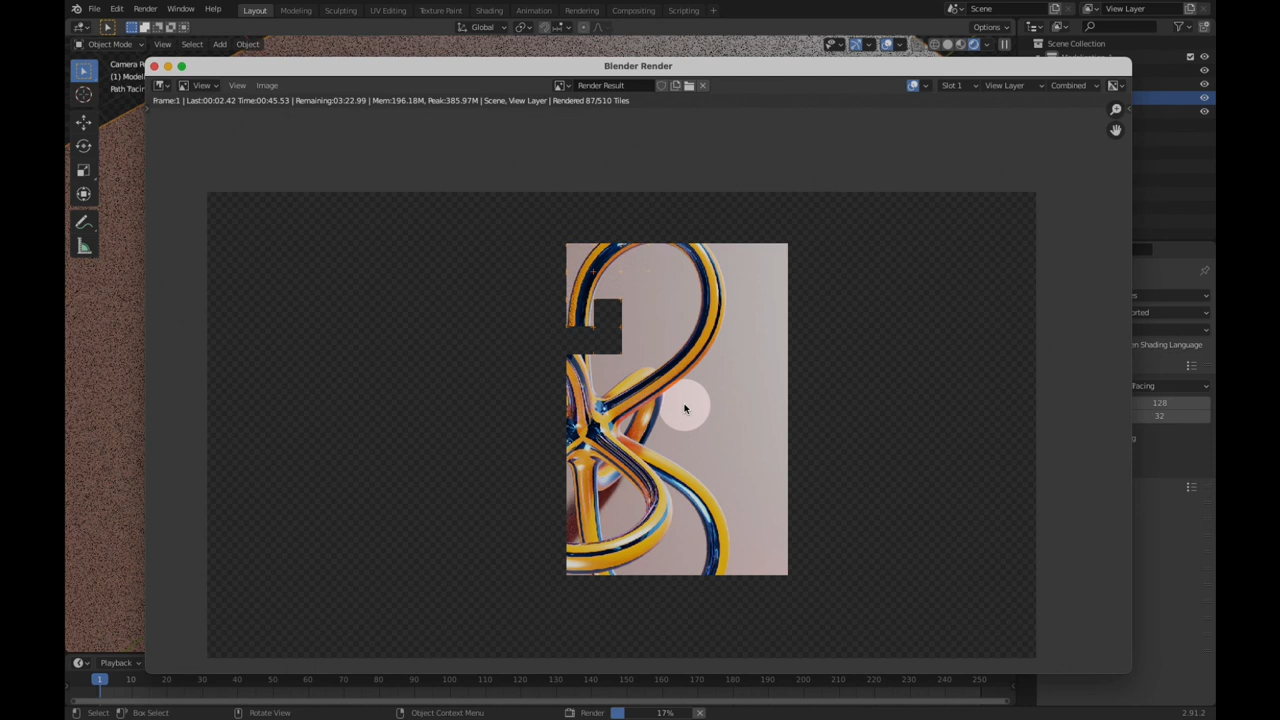 File Edit Render Window Help Layout Modeling Sculpting UV Editing Texture Paint Shading Animation Rendering Compositing Scripting + Scene View Layer
Global Options
Object Mode View Select Add Object Scene Collection
Camera
(1)
Blender Render
View View Image Render Result Slot 1 View Layer Combined
Frame:1 | Last:00:02.42 Time:00:45.53 | Remaining:03:22.99 | Mem:196.18M, Peak:385.97M | Scene, View Layer | Rendered 87/510 Tiles
en Shading Language
128
32
Playback
1 10 20 30 40 50 60 70 80 90 100 110 120 130 140 150 160 170 180 190 200 210 220 230 240 250
Select Box Select Rotate View Object Context Menu Render 17% 2.91.2